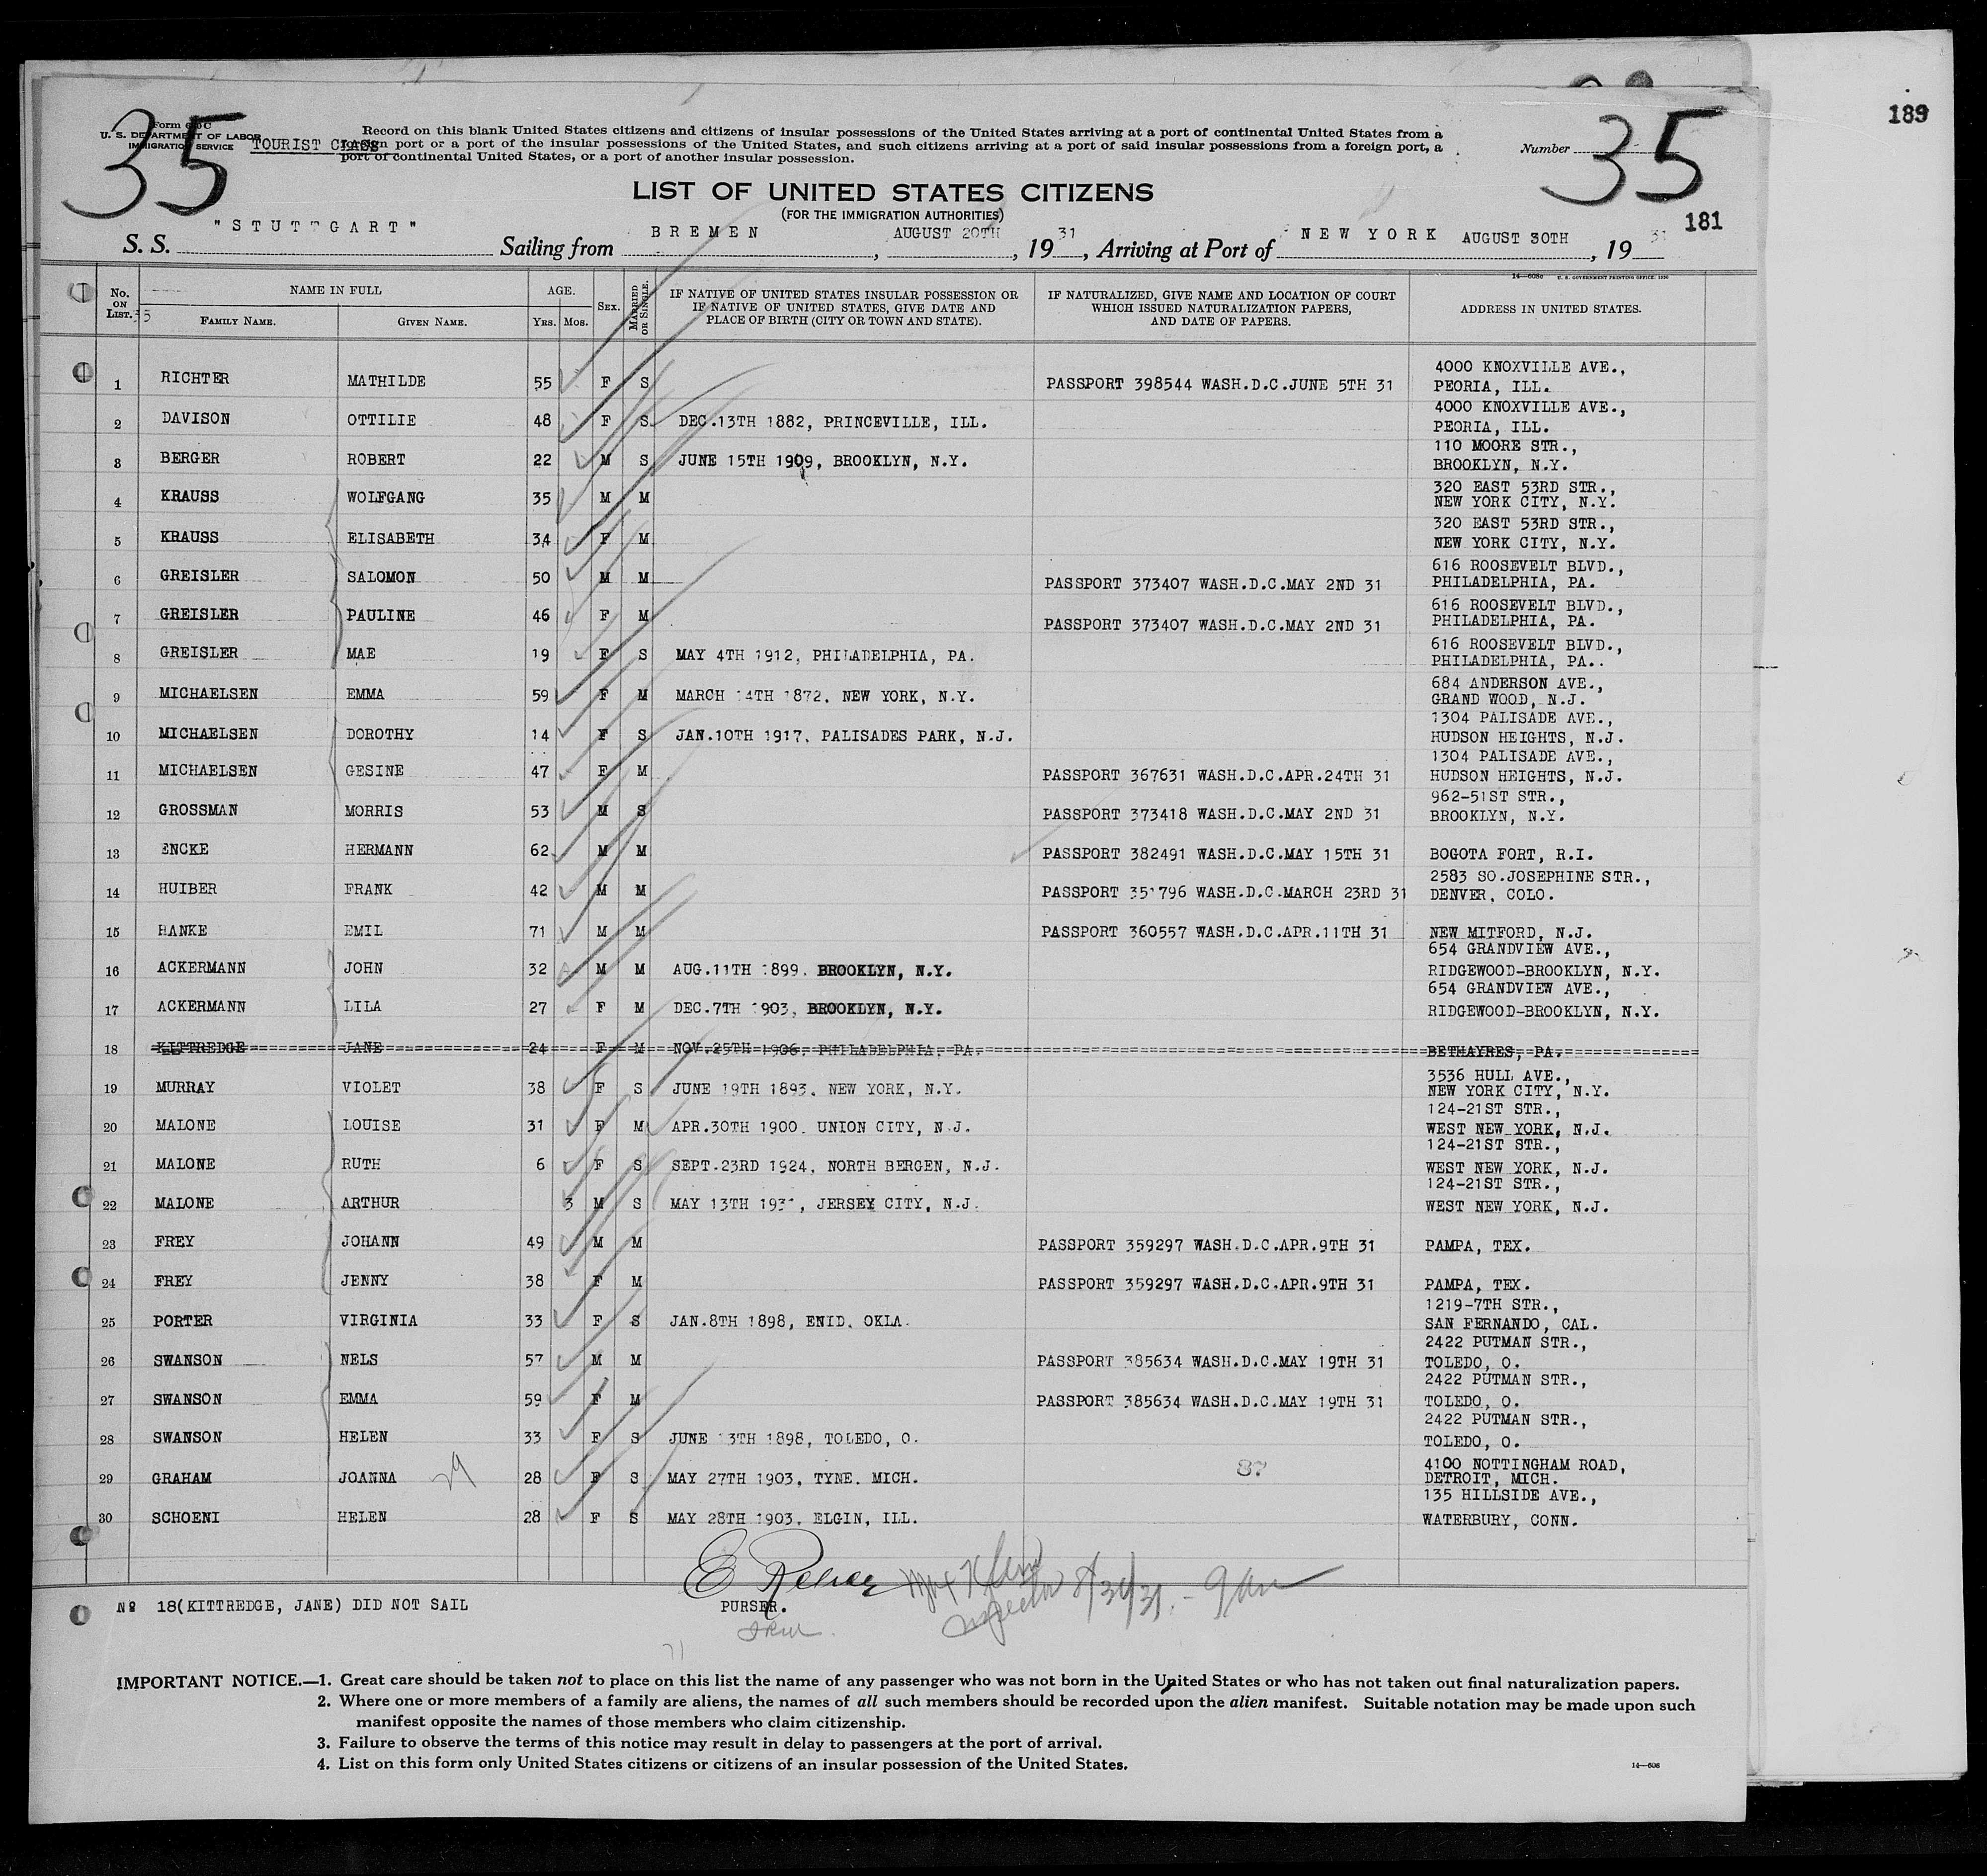 189
35
35
Form 630 C
U. S. DEPARTMENT OF LABOR
IMMIGRATION SERVICE
TOURIST CLASS
Record on this blank United States citizens and citizens of insular possessions of the United States arriving at a port of continental United States from a
foreign port or a port of the insular possessions of the United States, and such citizens arriving at a port of said insular possessions from a foreign port, a
port of continental United States, or a port of another insular possession.
Number
LIST OF UNITED STATES CITIZENS
(FOR THE IMMIGRATION AUTHORITIES)
181
S. S. "STUTTGART" Sailing from BREMEN, AUGUST 20TH, 1931, Arriving at Port of NEW YORK AUGUST 30TH, 1931
14—608c U. S. GOVERNMENT PRINTING OFFICE: 1930
No. ON LIST. NAME IN FULL FAMILY NAME. GIVEN NAME. AGE. YRS. MOS. SEX. MARRIED OR SINGLE. IF NATIVE OF UNITED STATES INSULAR POSSESSION OR IF NATIVE OF UNITED STATES, GIVE DATE AND PLACE OF BIRTH (CITY OR TOWN AND STATE). IF NATURALIZED, GIVE NAME AND LOCATION OF COURT WHICH ISSUED NATURALIZATION PAPERS, AND DATE OF PAPERS. ADDRESS IN UNITED STATES.
1 RICHTER MATHILDE 55 F S PASSPORT 398544 WASH.D.C.JUNE 5TH 31 4000 KNOXVILLE AVE., PEORIA, ILL.
2 DAVISON OTTILIE 48 F S DEC.13TH 1882, PRINCEVILLE, ILL. 4000 KNOXVILLE AVE., PEORIA, ILL.
3 BERGER ROBERT 22 M S JUNE 15TH 1909, BROOKLYN, N.Y. 110 MOORE STR., BROOKLYN, N.Y.
4 KRAUSS WOLFGANG 35 M M 320 EAST 53RD STR., NEW YORK CITY, N.Y.
5 KRAUSS ELISABETH 34 F M 320 EAST 53RD STR., NEW YORK CITY, N.Y.
6 GREISLER SALOMON 50 M M PASSPORT 373407 WASH.D.C.MAY 2ND 31 616 ROOSEVELT BLVD., PHILADELPHIA, PA.
7 GREISLER PAULINE 46 F M PASSPORT 373407 WASH.D.C.MAY 2ND 31 616 ROOSEVELT BLVD., PHILADELPHIA, PA.
8 GREISLER MAE 19 F S MAY 4TH 1912, PHILADELPHIA, PA. 616 ROOSEVELT BLVD., PHILADELPHIA, PA..
9 MICHAELSEN EMMA 59 F M MARCH 14TH 1872, NEW YORK, N.Y. 684 ANDERSON AVE., GRAND WOOD, N.J.
10 MICHAELSEN DOROTHY 14 F S JAN.10TH 1917, PALISADES PARK, N.J. 1304 PALISADE AVE., HUDSON HEIGHTS, N.J.
11 MICHAELSEN GESINE 47 F M PASSPORT 367631 WASH.D.C.APR.24TH 31 1304 PALISADE AVE., HUDSON HEIGHTS, N.J.
12 GROSSMAN MORRIS 53 M S PASSPORT 373418 WASH.D.C.MAY 2ND 31 962-51ST STR., BROOKLYN, N.Y.
13 ENCKE HERMANN 62 M M PASSPORT 382491 WASH.D.C.MAY 15TH 31 BOGOTA FORT, R.I.
14 HUIBER FRANK 42 M M PASSPORT 351796 WASH.D.C.MARCH 23RD 31 2583 SO.JOSEPHINE STR., DENVER, COLO.
15 HANKE EMIL 71 M M PASSPORT 360557 WASH.D.C.APR.11TH 31 NEW MITFORD, N.J.
16 ACKERMANN JOHN 32 M M AUG.11TH 1899. BROOKLYN, N.Y. 654 GRANDVIEW AVE., RIDGEWOOD-BROOKLYN, N.Y.
17 ACKERMANN LILA 27 F M DEC.7TH 1903, BROOKLYN, N.Y. 654 GRANDVIEW AVE., RIDGEWOOD-BROOKLYN, N.Y.
18 KITTREDGE JANE 24 F M NOV.25TH 1906, PHILADELPHIA, PA. BETHAYRES, PA.
19 MURRAY VIOLET 38 F S JUNE 19TH 1893, NEW YORK, N.Y. 3536 HULL AVE., NEW YORK CITY, N.Y.
20 MALONE LOUISE 31 F M APR.30TH 1900. UNION CITY, N.J. 124-21ST STR., WEST NEW YORK, N.J.
21 MALONE RUTH 6 F S SEPT.23RD 1924, NORTH BERGEN, N.J. 124-21ST STR., WEST NEW YORK, N.J.
22 MALONE ARTHUR 3 M S MAY 13TH 1931, JERSEY CITY, N.J. 124-21ST STR., WEST NEW YORK, N.J.
23 FREY JOHANN 49 M M PASSPORT 359297 WASH.D.C.APR.9TH 31 PAMPA, TEX.
24 FREY JENNY 38 F M PASSPORT 359297 WASH.D.C.APR.9TH 31 PAMPA, TEX.
25 PORTER VIRGINIA 33 F S JAN.8TH 1898, ENID, OKLA. 1219-7TH STR., SAN FERNANDO, CAL.
26 SWANSON NELS 57 M M PASSPORT 385634 WASH.D.C.MAY 19TH 31 2422 PUTMAN STR., TOLEDO, O.
27 SWANSON EMMA 59 F M PASSPORT 385634 WASH.D.C.MAY 19TH 31 2422 PUTMAN STR., TOLEDO, O.
28 SWANSON HELEN 33 F S JUNE 13TH 1898, TOLEDO, O. 2422 PUTMAN STR., TOLEDO, O.
29 GRAHAM JOANNA 29 28 F S MAY 27TH 1903, TYNE. MICH. 87 4100 NOTTINGHAM ROAD, DETROIT, MICH.
30 SCHOENI HELEN 28 F S MAY 28TH 1903, ELGIN, ILL. 135 HILLSIDE AVE., WATERBURY, CONN.
Inspector 8/30/31. - 9am
No 18(KITTREDGE, JANE) DID NOT SAIL
PURSER.
IMPORTANT NOTICE.—1. Great care should be taken not to place on this list the name of any passenger who was not born in the United States or who has not taken out final naturalization papers.
2. Where one or more members of a family are aliens, the names of all such members should be recorded upon the alien manifest. Suitable notation may be made upon such
manifest opposite the names of those members who claim citizenship.
3. Failure to observe the terms of this notice may result in delay to passengers at the port of arrival.
4. List on this form only United States citizens or citizens of an insular possession of the United States.
14—608